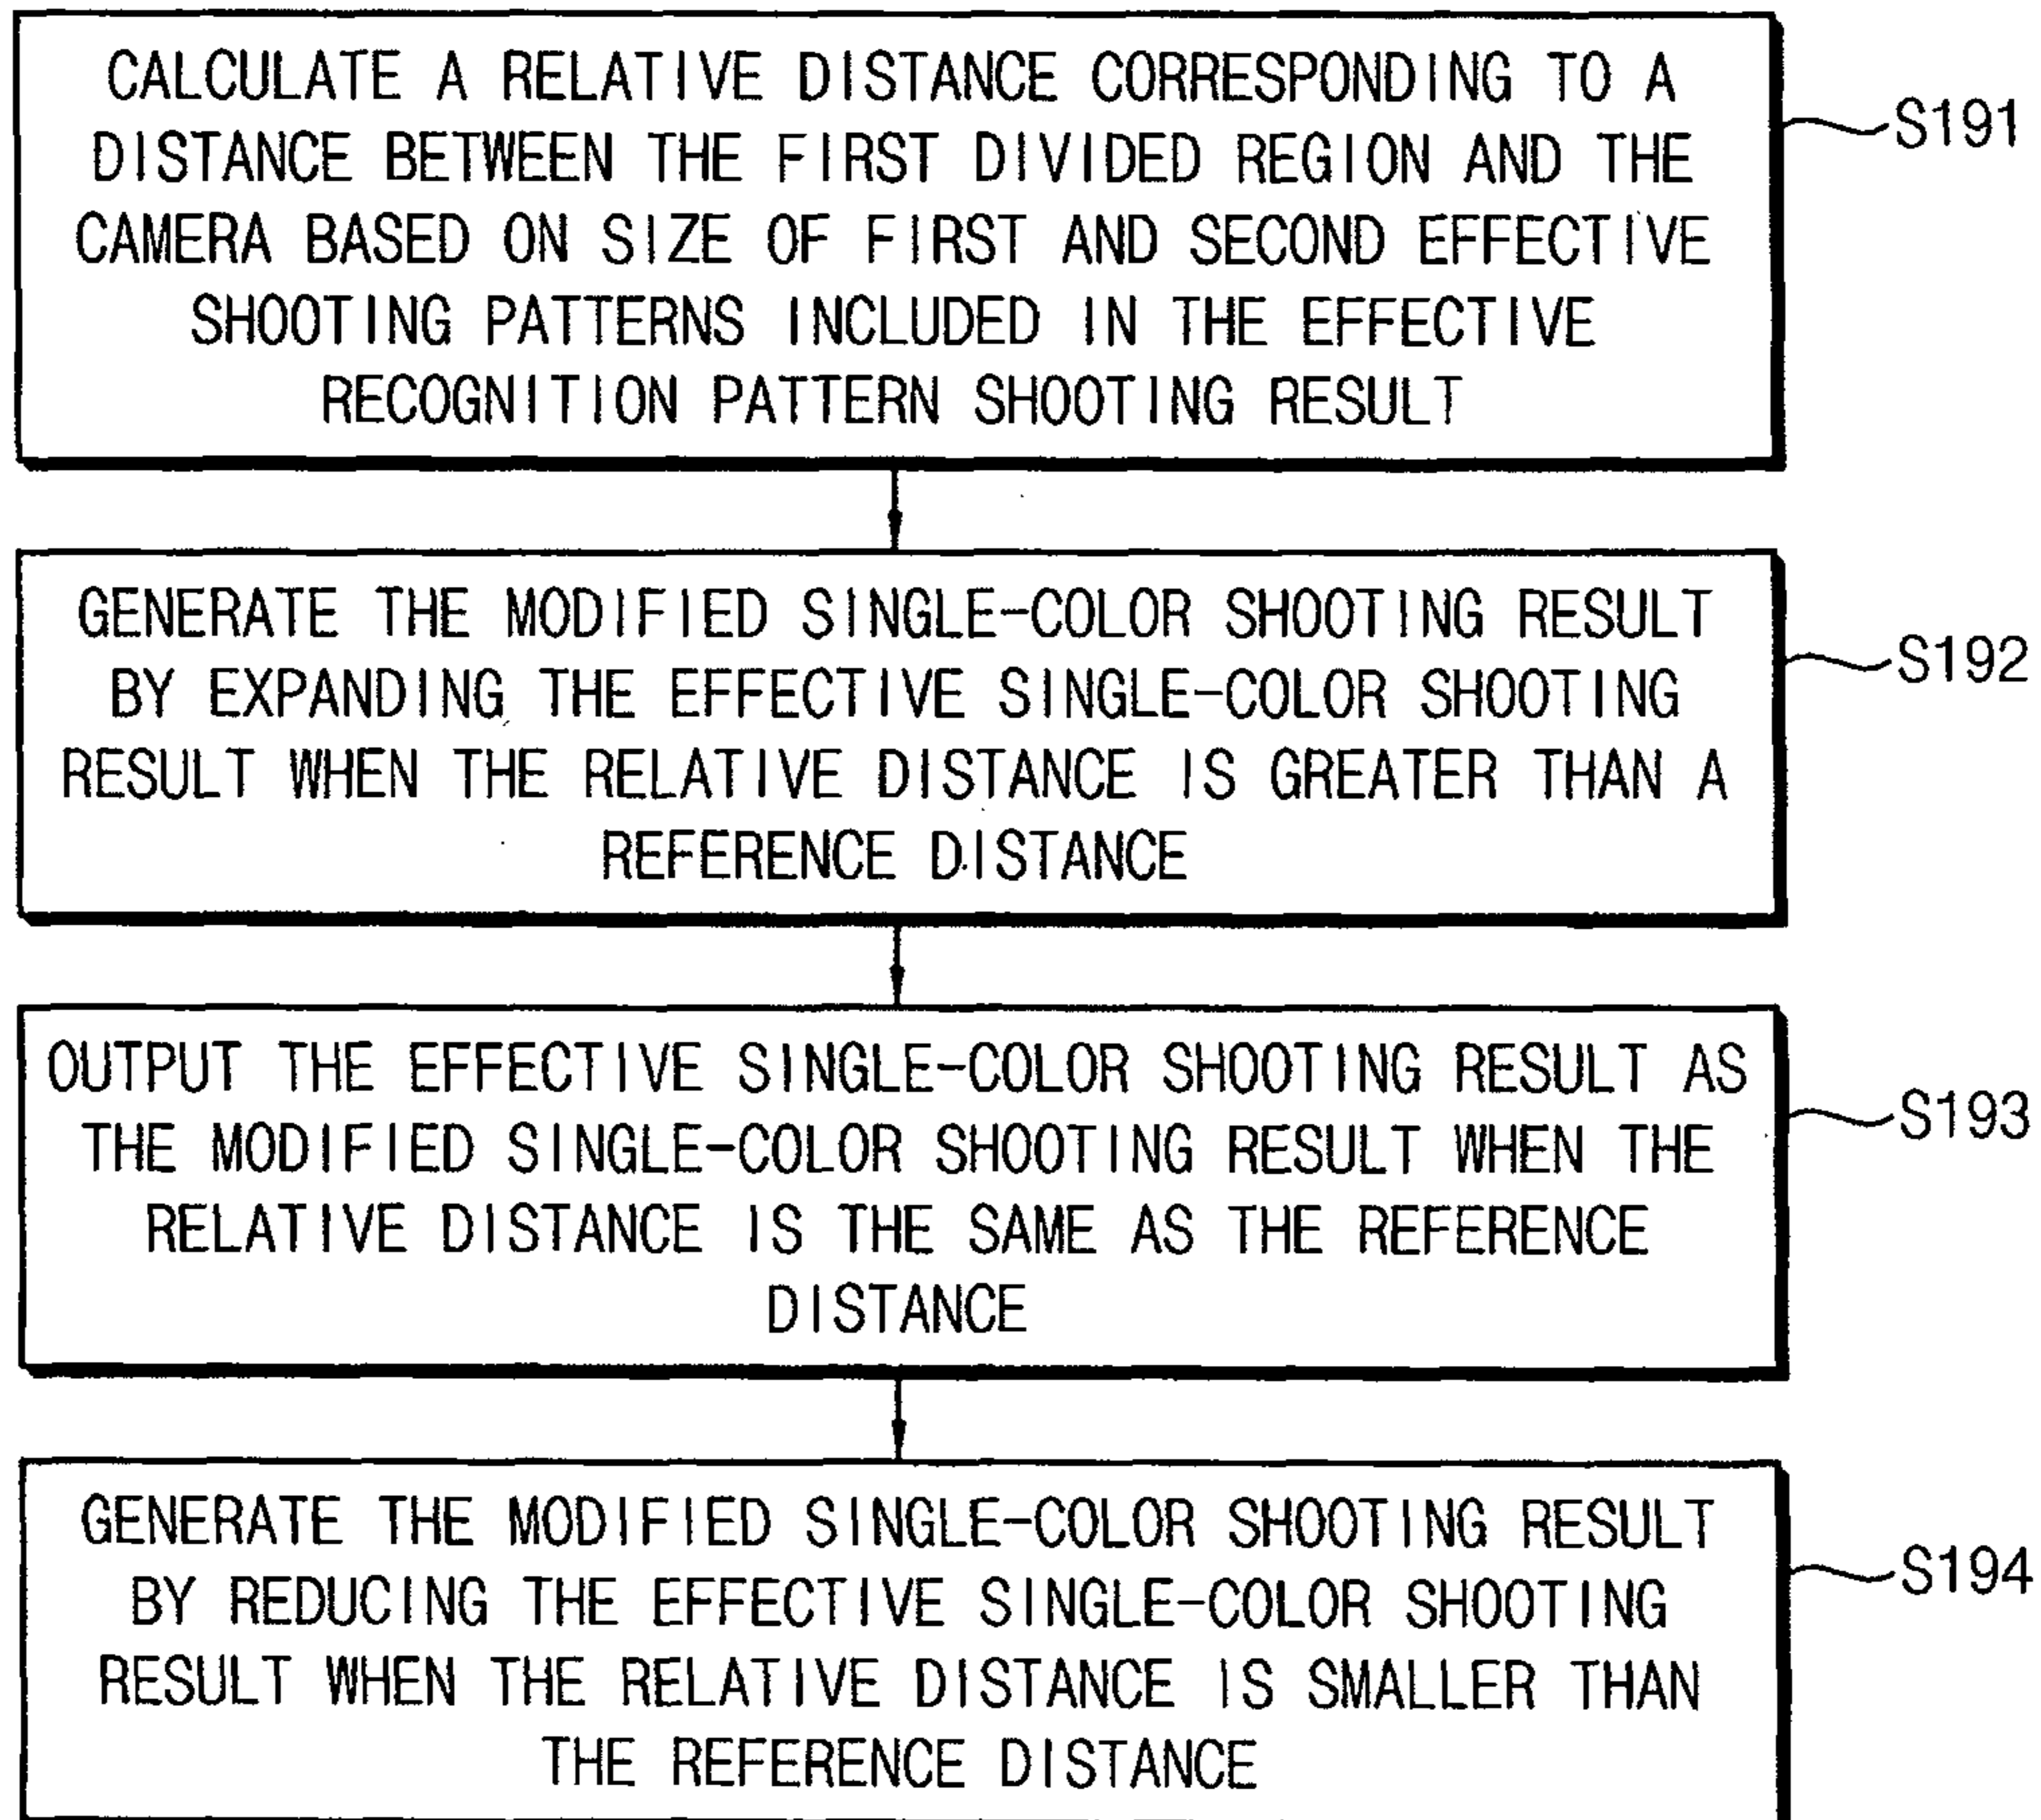 CALCULATE A RELATIVE DISTANCE CORRESPONDING TO A
DISTANCE BETWEEN THE FIRST DIVIDED REGION AND THE
CAMERA BASED ON SIZE OF FIRST AND SECOND EFFECTIVE
SHOOTING PATTERNS INCLUDED IN THE EFFECTIVE
RECOGNITION PATTERN SHOOTING RESULT
S191
GENERATE THE MODIFIED SINGLE-COLOR SHOOTING RESULT
BY EXPANDING THE EFFECTIVE SINGLE-COLOR SHOOTING
RESULT WHEN THE RELATIVE DISTANCE IS GREATER THAN A
REFERENCE DISTANCE
S192
OUTPUT THE EFFECTIVE SINGLE-COLOR SHOOTING RESULT AS
THE MODIFIED SINGLE-COLOR SHOOTING RESULT WHEN THE
RELATIVE DISTANCE IS THE SAME AS THE REFERENCE
DISTANCE
S193
GENERATE THE MODIFIED SINGLE-COLOR SHOOTING RESULT
BY REDUCING THE EFFECTIVE SINGLE-COLOR SHOOTING
RESULT WHEN THE RELATIVE DISTANCE IS SMALLER THAN
THE REFERENCE DISTANCE
S194